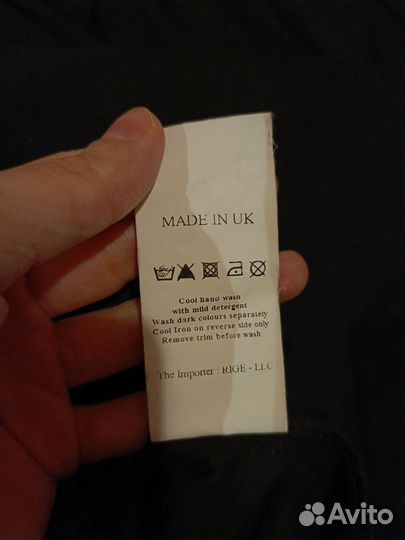 MADE IN UK
Cool hand wash
with mild detergent
Wash dark colours separately
Cool Iron on reverse side only
Remove trim before wash
The Importer : RIGE - LLC
Avito